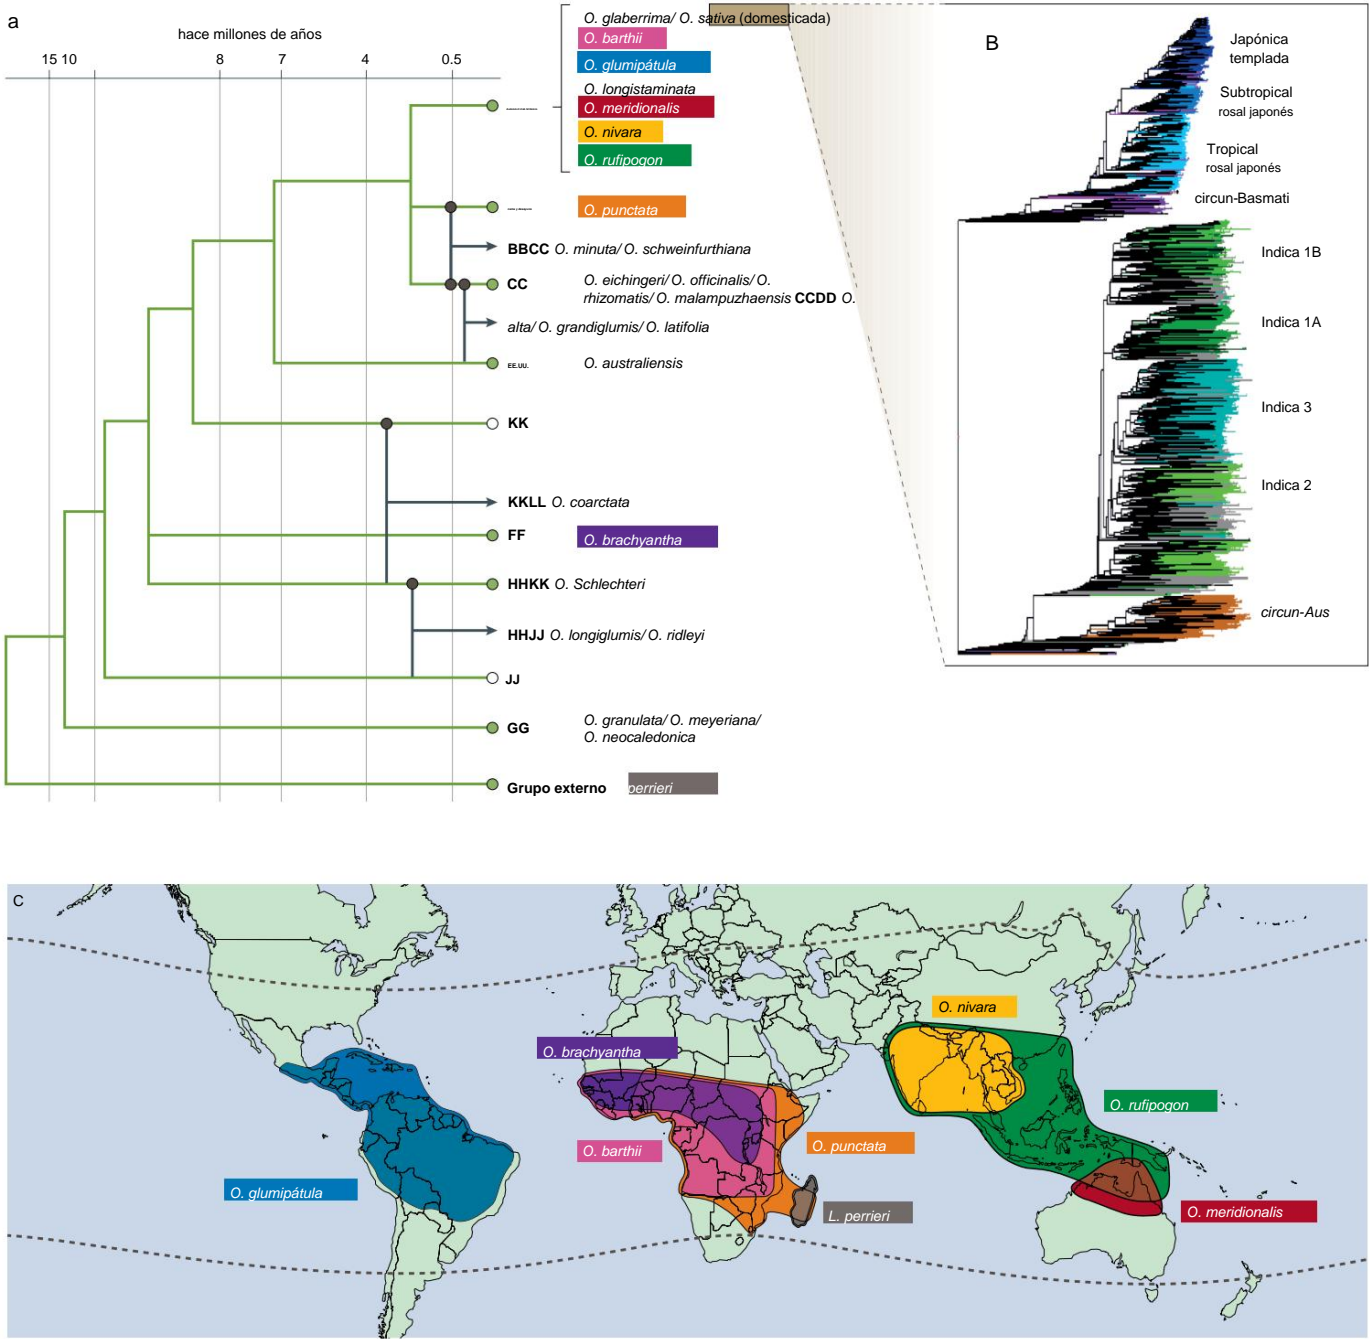 a
hace millones de años
15 10 8 7 4 0.5
O. glaberrima/ O. sativa (domesticada)
O. barthii
O. glumipátula
O. longistaminata
O. meridionalis
O. nivara
O. rufipogon
O. punctata
BBCC O. minuta/ O. schweinfurthiana
CC O. eichingeri/ O. officinalis/ O.
rhizomatis/ O. malampuzhaensis CCDD O.
alta/ O. grandiglumis/ O. latifolia
EE.UU. O. australiensis
KK
KKLL O. coarctata
FF O. brachyantha
HHKK O. Schlechteri
HHJJ O. longiglumis/ O. ridleyi
JJ
GG O. granulata/ O. meyeriana/
O. neocaledonica
Grupo externo perrieri
B
Japónica
templada
Subtropical
rosal japonés
Tropical
rosal japonés
circun-Basmati
Indica 1B
Indica 1A
Indica 3
Indica 2
circun-Aus
C
O. nivara
O. brachyantha
O. rufipogon
O. punctata
O. barthii
O. glumipátula
L. perrieri
O. meridionalis